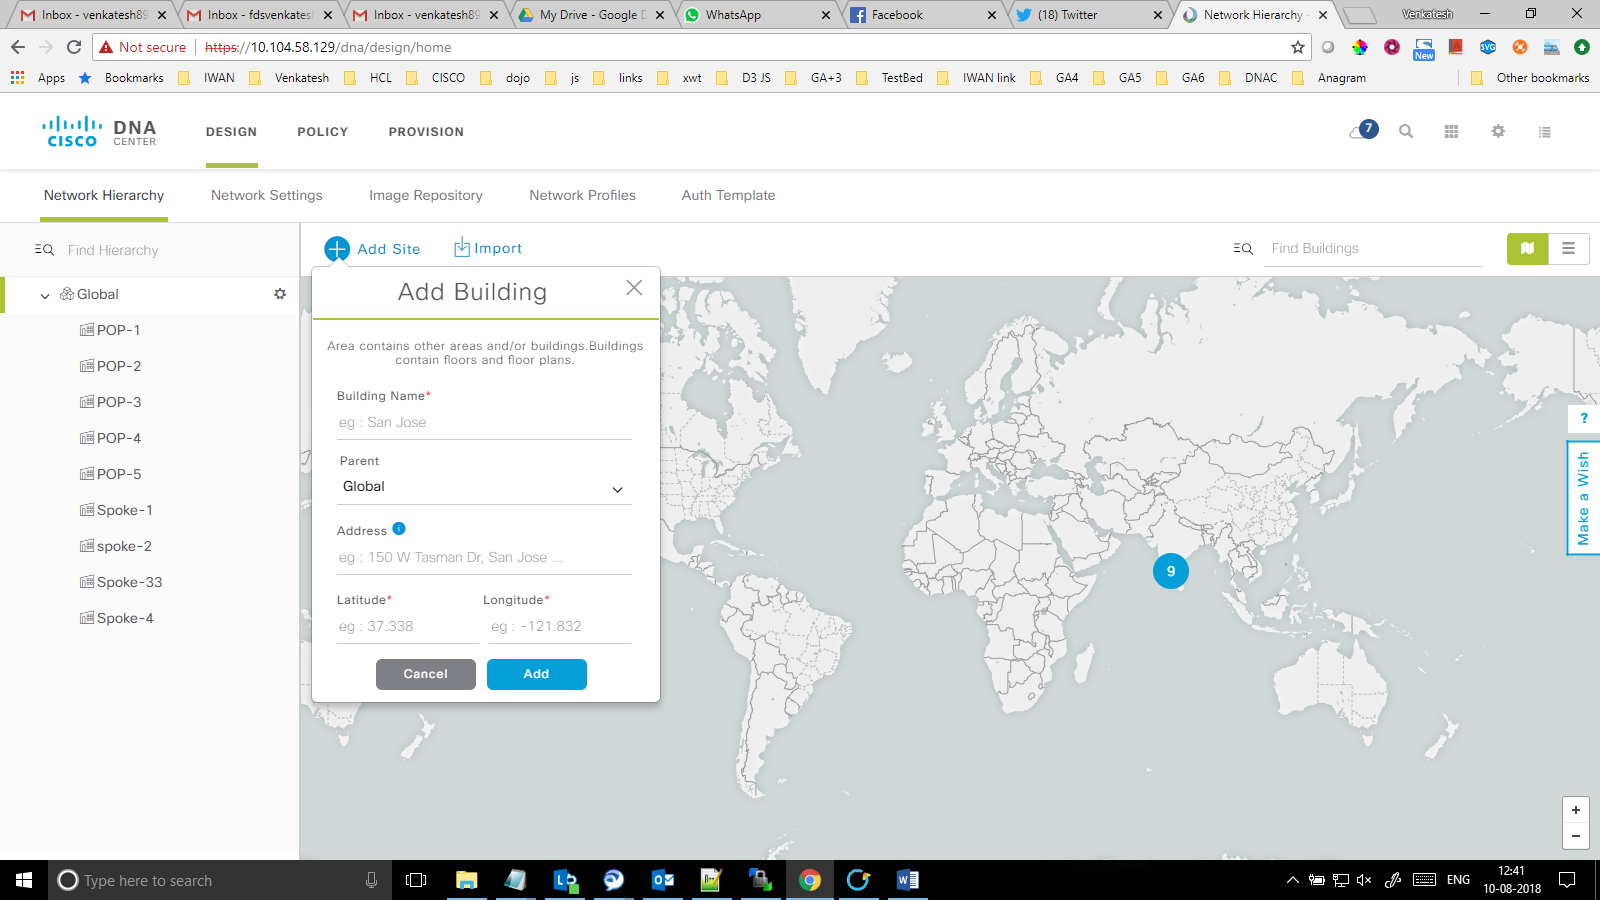 Inbox - venkatesh89
Inbox - fdsvenkatesh
Inbox - venkatesh89
My Drive - Google D
WhatsApp
Facebook
(18) Twitter
Network Hierarchy -
Venkatesh
Not secure
https://10.104.58.129/dna/design/home
New
SVG
Apps
Bookmarks
IWAN
Venkatesh
HCL
CISCO
dojo
js
links
xwt
D3 JS
GA+3
TestBed
IWAN link
GA4
GA5
GA6
DNAC
Anagram
Other bookmarks
CISCO
DNA
CENTER
DESIGN
POLICY
PROVISION
7
Network Hierarchy
Network Settings
Image Repository
Network Profiles
Auth Template
Find Hierarchy
Add Site
Import
Find Buildings
Global
POP-1
POP-2
POP-3
POP-4
POP-5
Spoke-1
spoke-2
Spoke-33
Spoke-4
Add Building
Area contains other areas and/or buildings.Buildings
contain floors and floor plans.
Building Name*
eg : San Jose
Parent
Global
Address
eg : 150 W Tasman Dr, San Jose ...
Latitude*
Longitude*
eg : 37.338
eg : -121.832
Cancel
Add
9
?
Make a Wish
+
−
Type here to search
ENG
12:41
10-08-2018